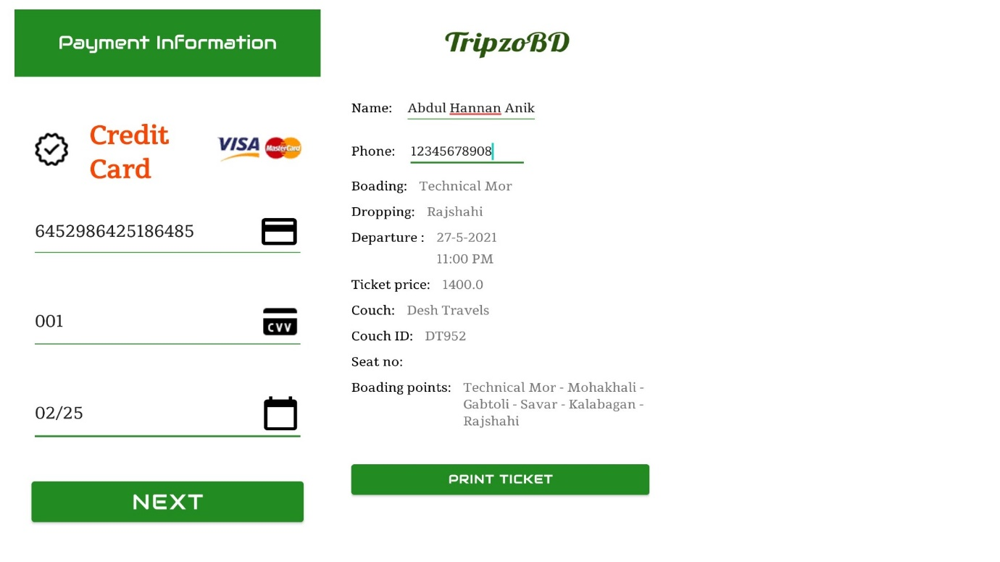 Payment Information
Credit
Card
VISA MasterCard
6452986425186485
001
CVV
02/25
NEXT
TripzoBD
Name: Abdul Hannan Anik
Phone: 12345678908
Boading: Technical Mor
Dropping: Rajshahi
Departure : 27-5-2021
11:00 PM
Ticket price: 1400.0
Couch: Desh Travels
Couch ID: DT952
Seat no:
Boading points: Technical Mor - Mohakhali -
Gabtoli - Savar - Kalabagan -
Rajshahi
PRINT TICKET